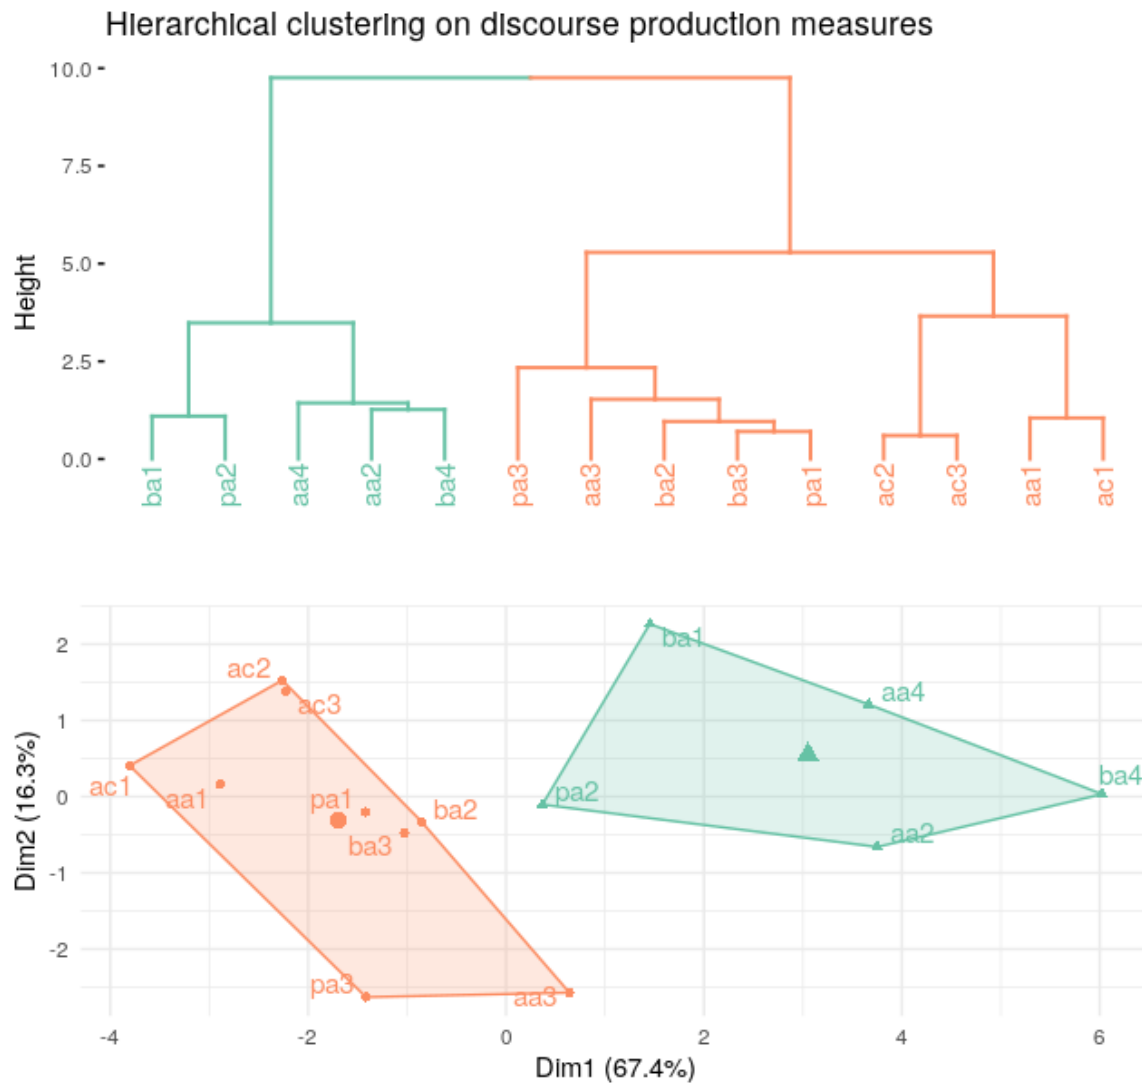 Hierarchical clustering on discourse production measures
10.0
7.5
5.0
2.5
0.0
Height
ba1 pa2 aa4 aa2 ba4 pa3 aa3 ba2 ba3 pa1 ac2 ac3 aa1 ac1
2
1
0
-1
-2
Dim2 (16.3%)
ba1
ac2
aa4
ac3
ba4
ac1
aa1
pa1
ba2
pa2
ba3
aa2
pa3
aa3
-4 -2 0 2 4 6
Dim1 (67.4%)